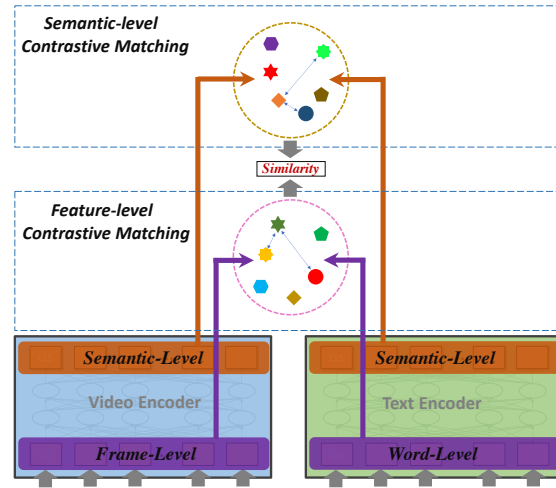 Semantic-level
Contrastive Matching
Similarity
Feature-level
Contrastive Matching
Semantic-Level
Semantic-Level
Video Encoder
Text Encoder
Frame-Level
Word-Level